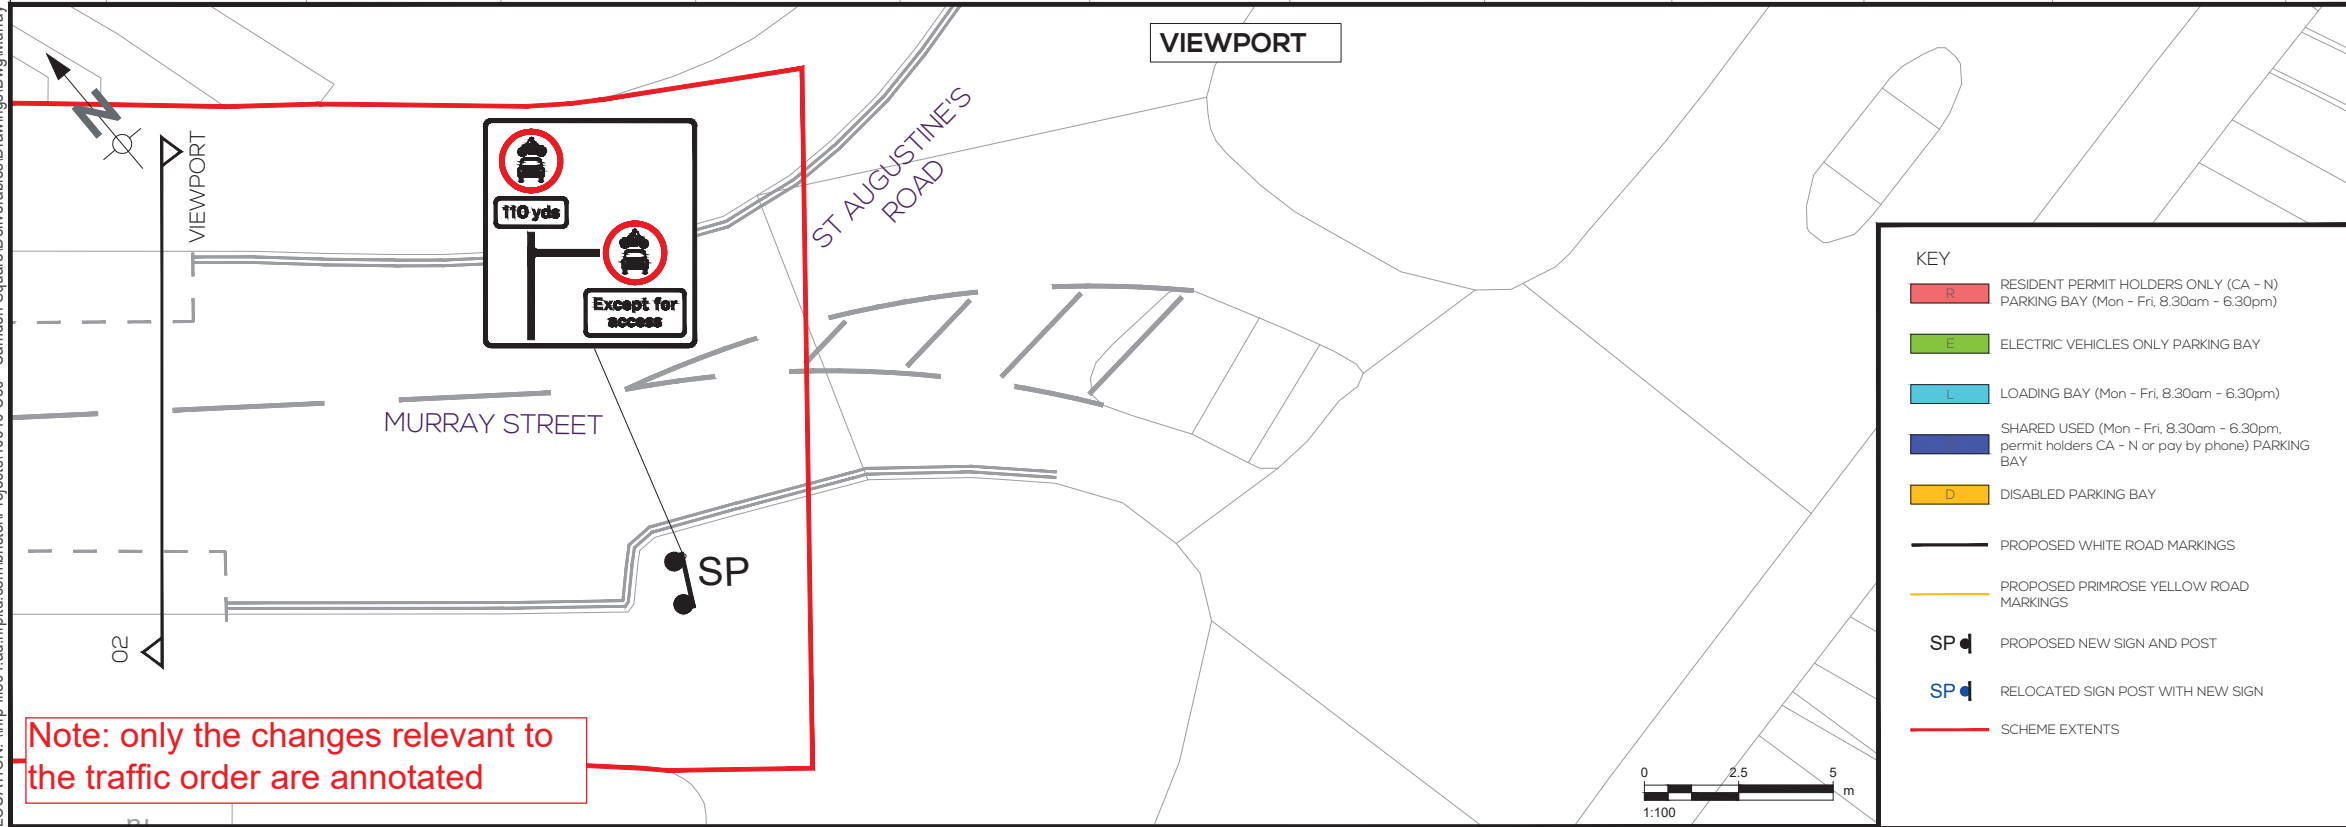 VIEWPORT
N
VIEWPORT
110 yds
Except for
access
ST AUGUSTINE'S
ROAD
MURRAY STREET
SP
02
Note: only the changes relevant to
the traffic order are annotated
0 2.5 5
m
1:100
KEY
R
RESIDENT PERMIT HOLDERS ONLY (CA - N)
PARKING BAY (Mon - Fri, 8.30am - 6.30pm)
E
ELECTRIC VEHICLES ONLY PARKING BAY
L
LOADING BAY (Mon - Fri, 8.30am - 6.30pm)
SHARED USED (Mon - Fri, 8.30am - 6.30pm,
permit holders CA - N or pay by phone) PARKING
BAY
D
DISABLED PARKING BAY
PROPOSED WHITE ROAD MARKINGS
PROPOSED PRIMROSE YELLOW ROAD
MARKINGS
SP
PROPOSED NEW SIGN AND POST
SP
RELOCATED SIGN POST WITH NEW SIGN
SCHEME EXTENTS